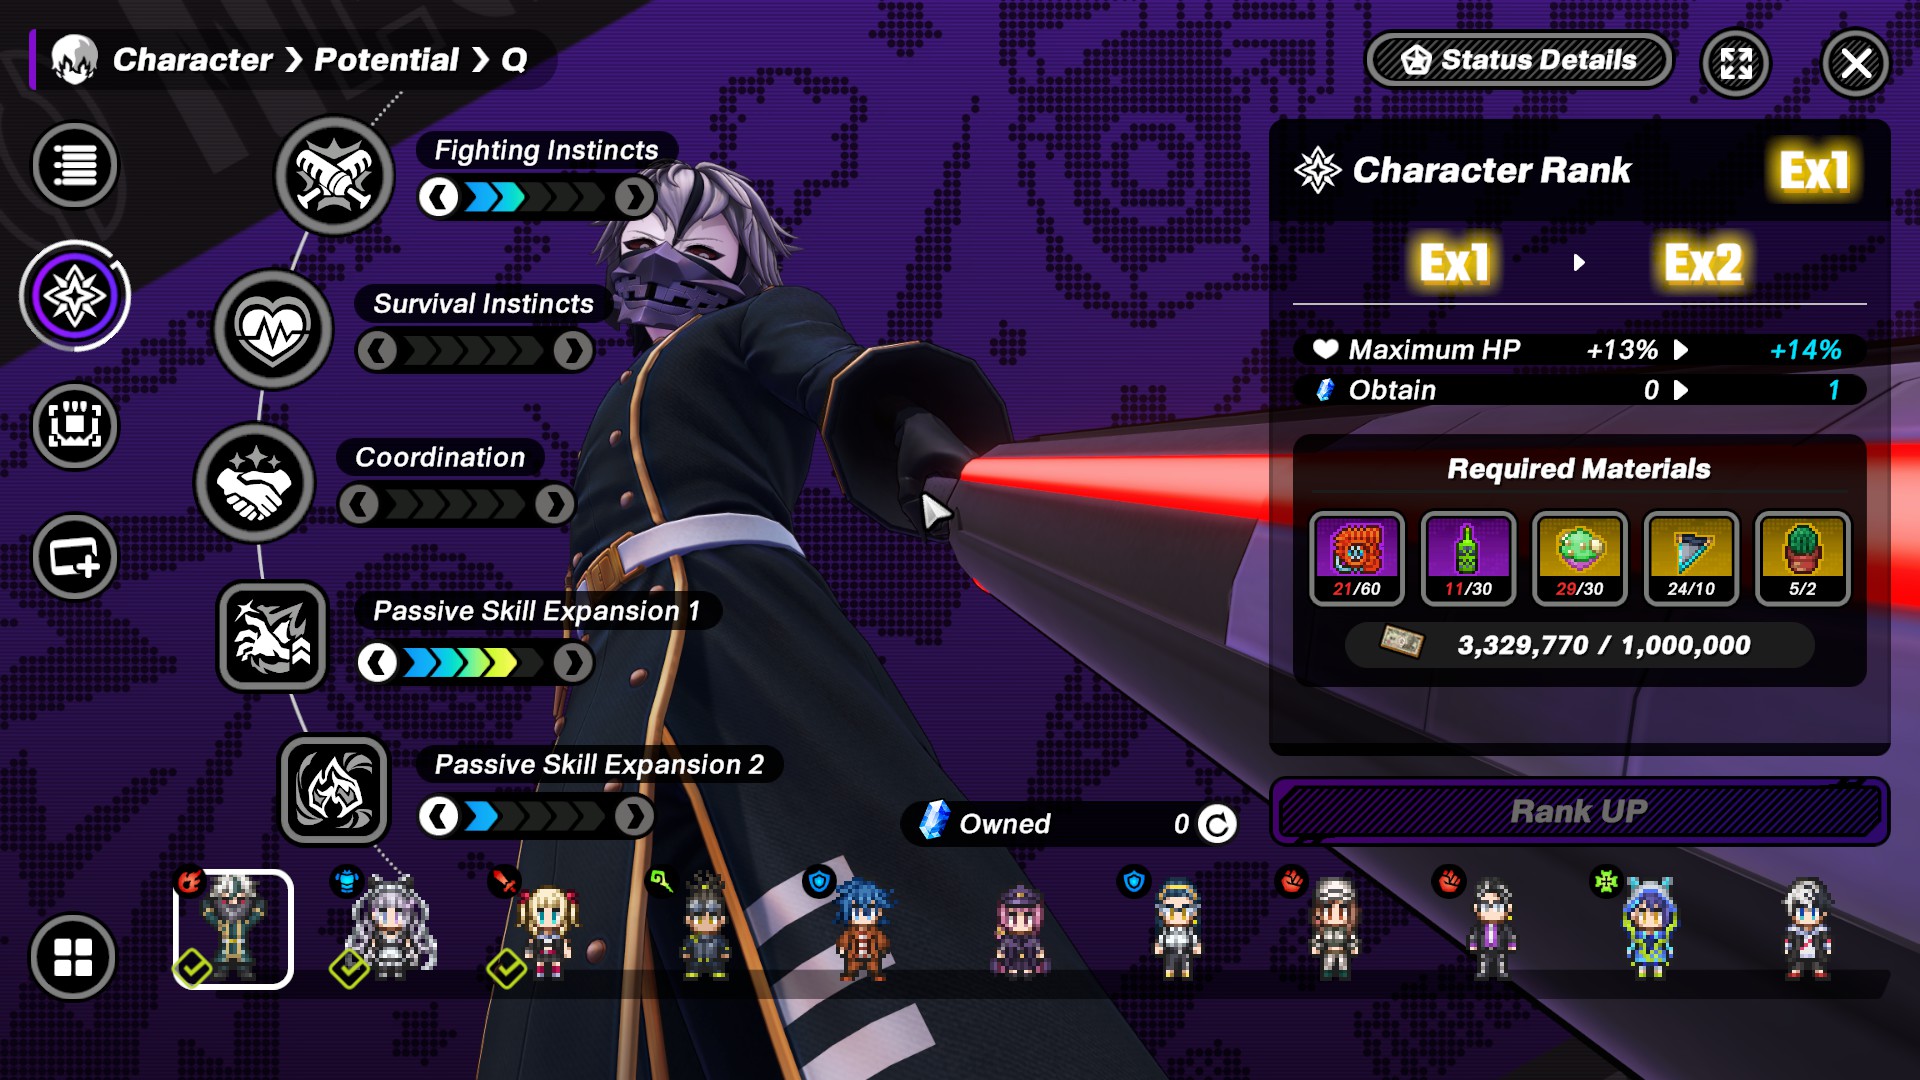 Character > Potential > Q
Status Details
Fighting Instincts
Survival Instincts
Coordination
Passive Skill Expansion 1
Passive Skill Expansion 2
Character Rank Ex1
Ex1 Ex2
Maximum HP +13% +14%
Obtain 0 1
Required Materials
21/60 11/30 29/30 24/10 5/2
3,329,770 / 1,000,000
Owned 0
Rank UP